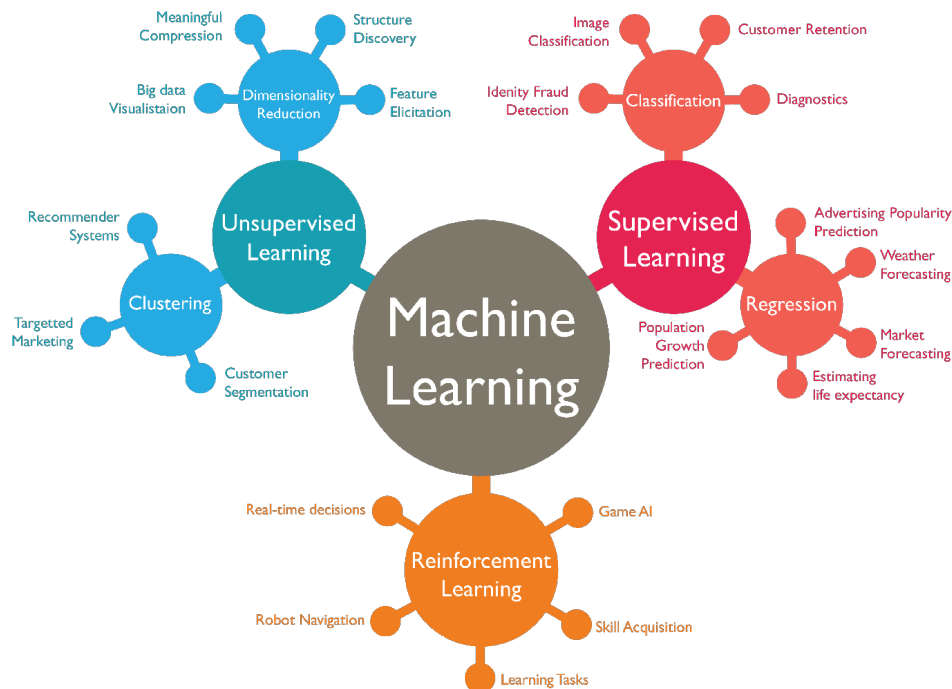 Meaningful
Compression
Structure
Discovery
Big data
Visualistaion
Dimensionality
Reduction
Feature
Elicitation
Unsupervised
Learning
Recommender
Systems
Clustering
Targetted
Marketing
Customer
Segmentation
Machine
Learning
Image
Classification
Customer Retention
Idenity Fraud
Detection
Classification
Diagnostics
Supervised
Learning
Advertising Popularity
Prediction
Weather
Forecasting
Regression
Population
Growth
Prediction
Market
Forecasting
Estimating
life expectancy
Real-time decisions
Game AI
Reinforcement
Learning
Robot Navigation
Skill Acquisition
Learning Tasks